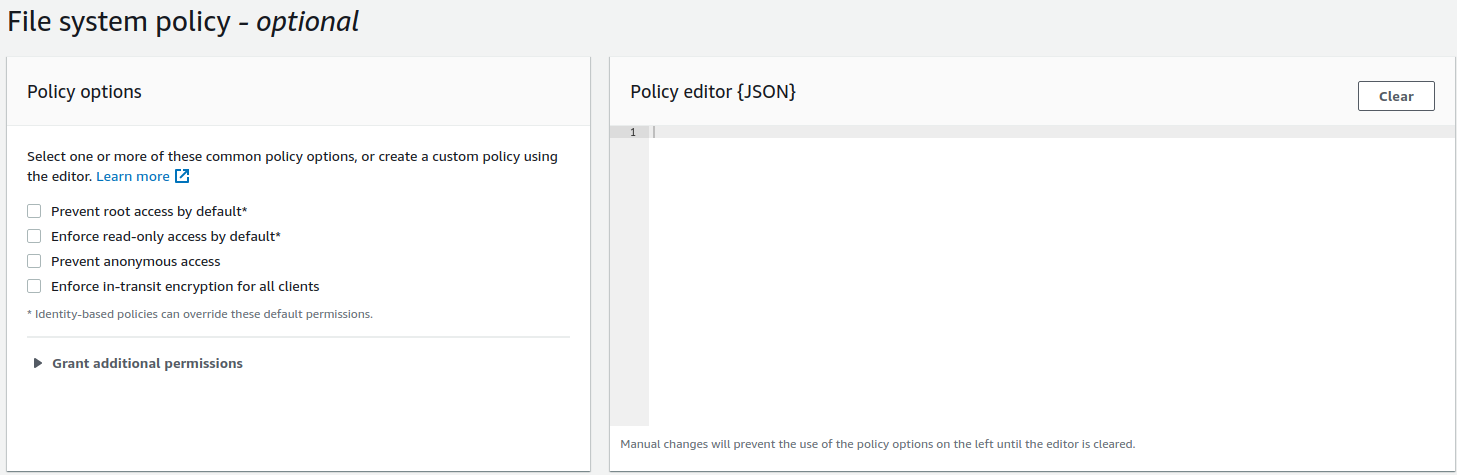 File system policy - optional
Policy options
Select one or more of these common policy options, or create a custom policy using
the editor. Learn more
Prevent root access by default*
Enforce read-only access by default*
Prevent anonymous access
Enforce in-transit encryption for all clients
* Identity-based policies can override these default permissions.
Grant additional permissions
Policy editor {JSON}
Clear
1
Manual changes will prevent the use of the policy options on the left until the editor is cleared.